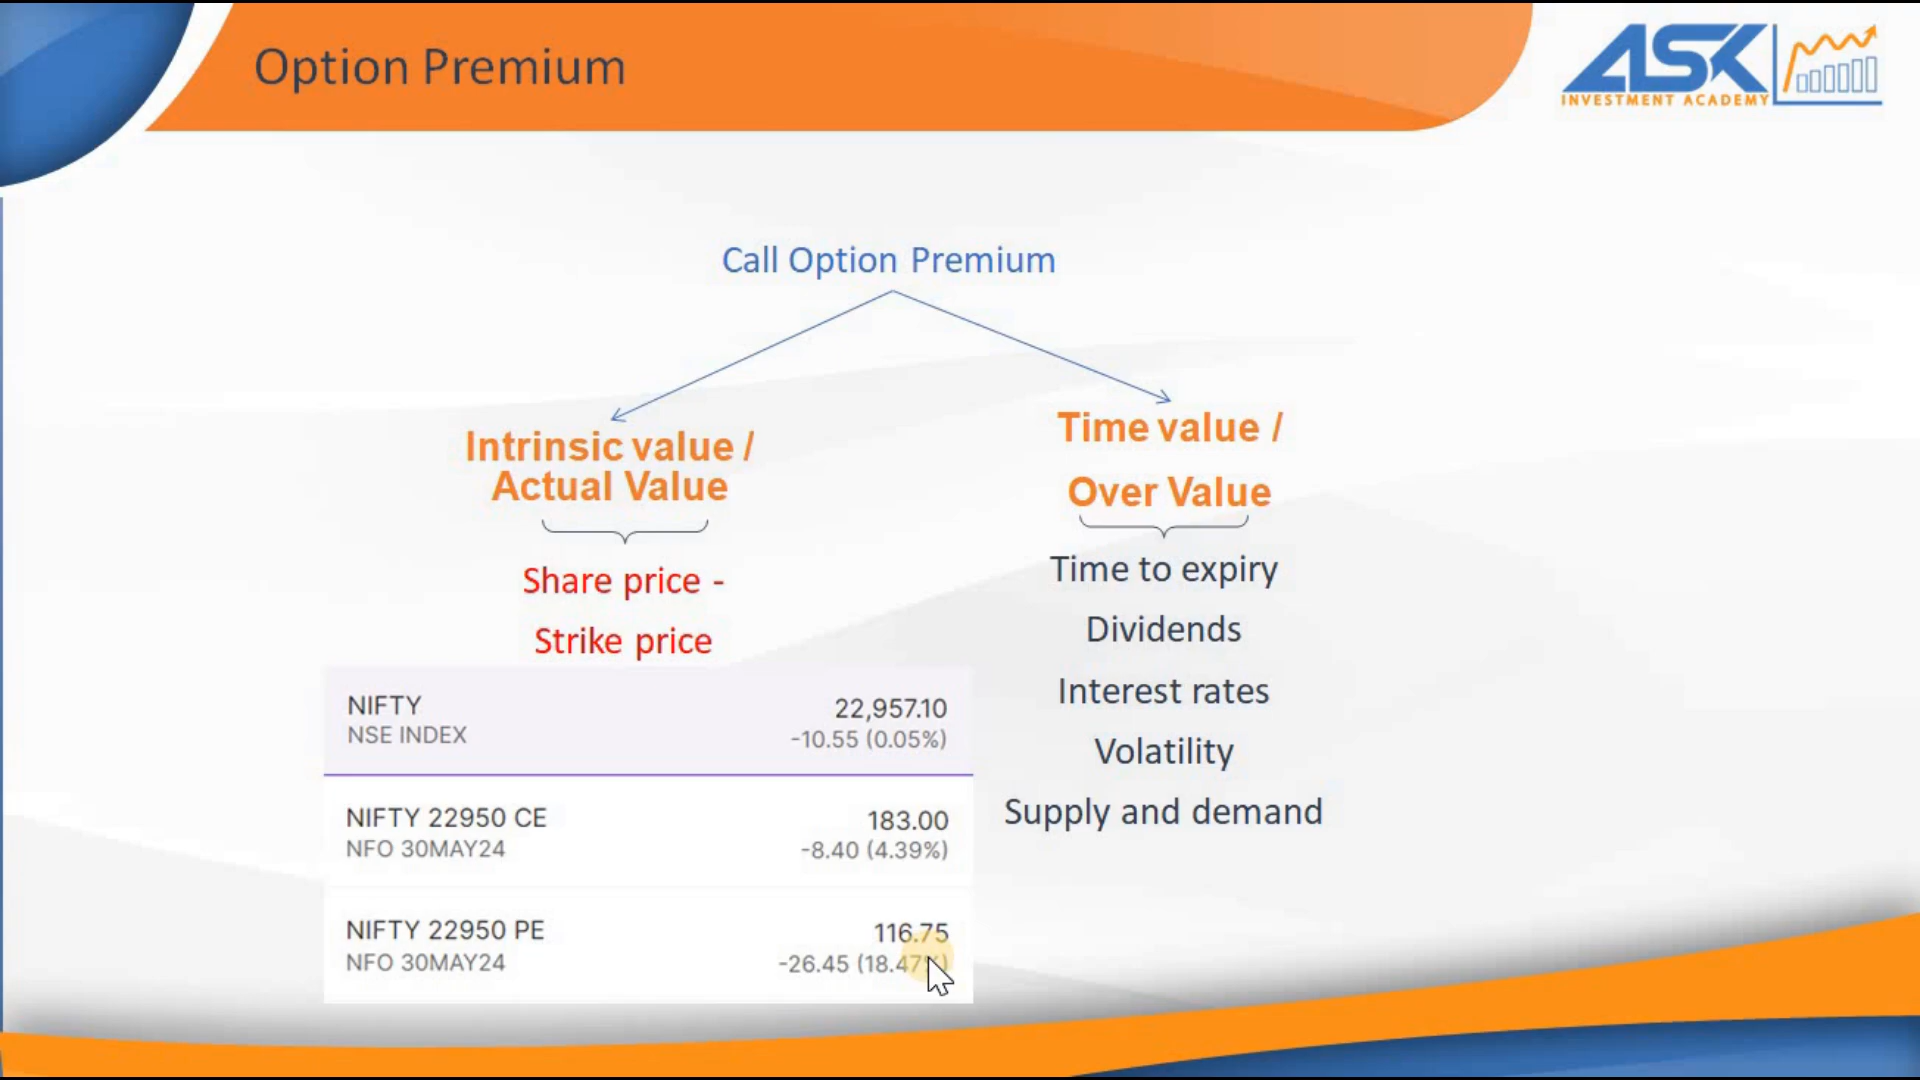 Option Premium
ASK
INVESTMENT ACADEMY
Call Option Premium
Intrinsic value /
Actual Value
Share price -
Strike price
Time value /
Over Value
Time to expiry
Dividends
Interest rates
Volatility
Supply and demand
NIFTY 22,957.10
NSE INDEX -10.55 (0.05%)
NIFTY 22950 CE 183.00
NFO 30MAY24 -8.40 (4.39%)
NIFTY 22950 PE 116.75
NFO 30MAY24 -26.45 (18.47%)